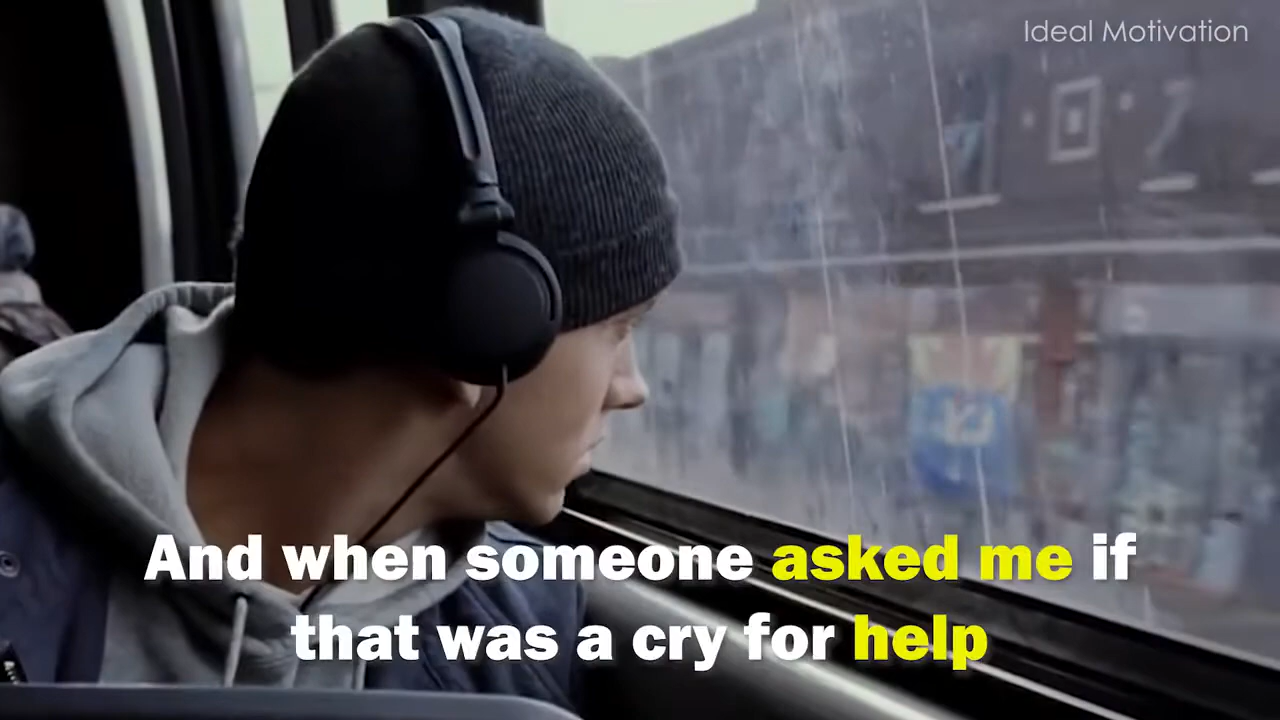 Ideal Motivation
And when someone asked me if
that was a cry for help